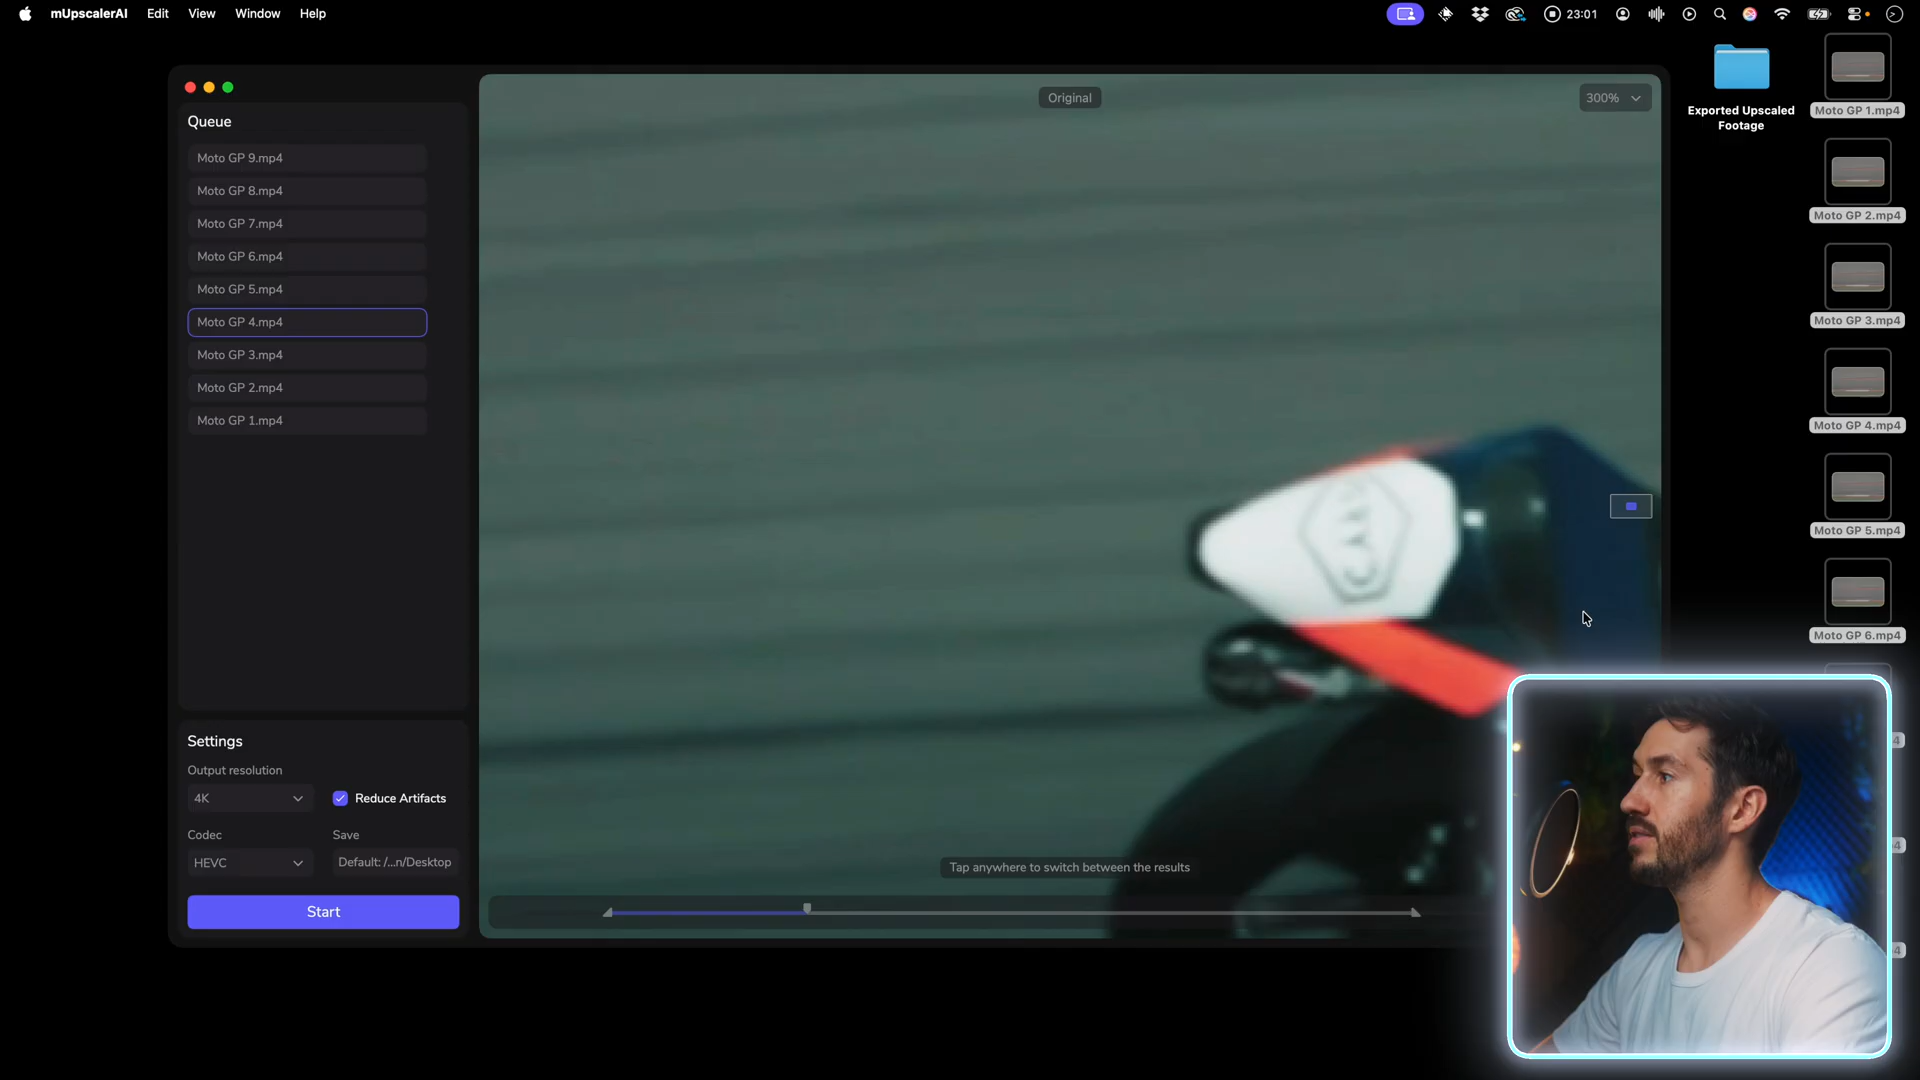 mUpscalerAI Edit View Window Help
23:01
Queue
Moto GP 9.mp4
Moto GP 8.mp4
Moto GP 7.mp4
Moto GP 6.mp4
Moto GP 5.mp4
Moto GP 4.mp4
Moto GP 3.mp4
Moto GP 2.mp4
Moto GP 1.mp4
Settings
Output resolution
4K
Reduce Artifacts
Codec
Save
HEVC
Default: /...n/Desktop
Start
Original
300%
Tap anywhere to switch between the results
Exported Upscaled
Footage
Moto GP 1.mp4
Moto GP 2.mp4
Moto GP 3.mp4
Moto GP 4.mp4
Moto GP 5.mp4
Moto GP 6.mp4
4
4
4